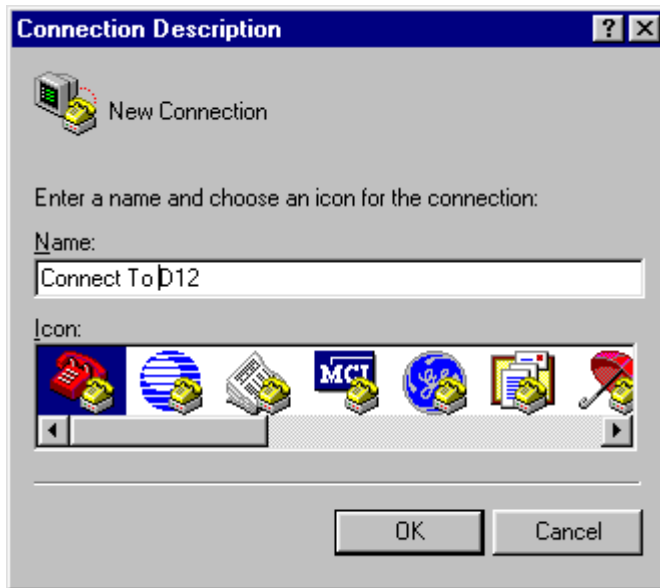 Connection Description
New Connection
Enter a name and choose an icon for the connection:
Name:
Connect To D12
Icon:
MCI
OK Cancel